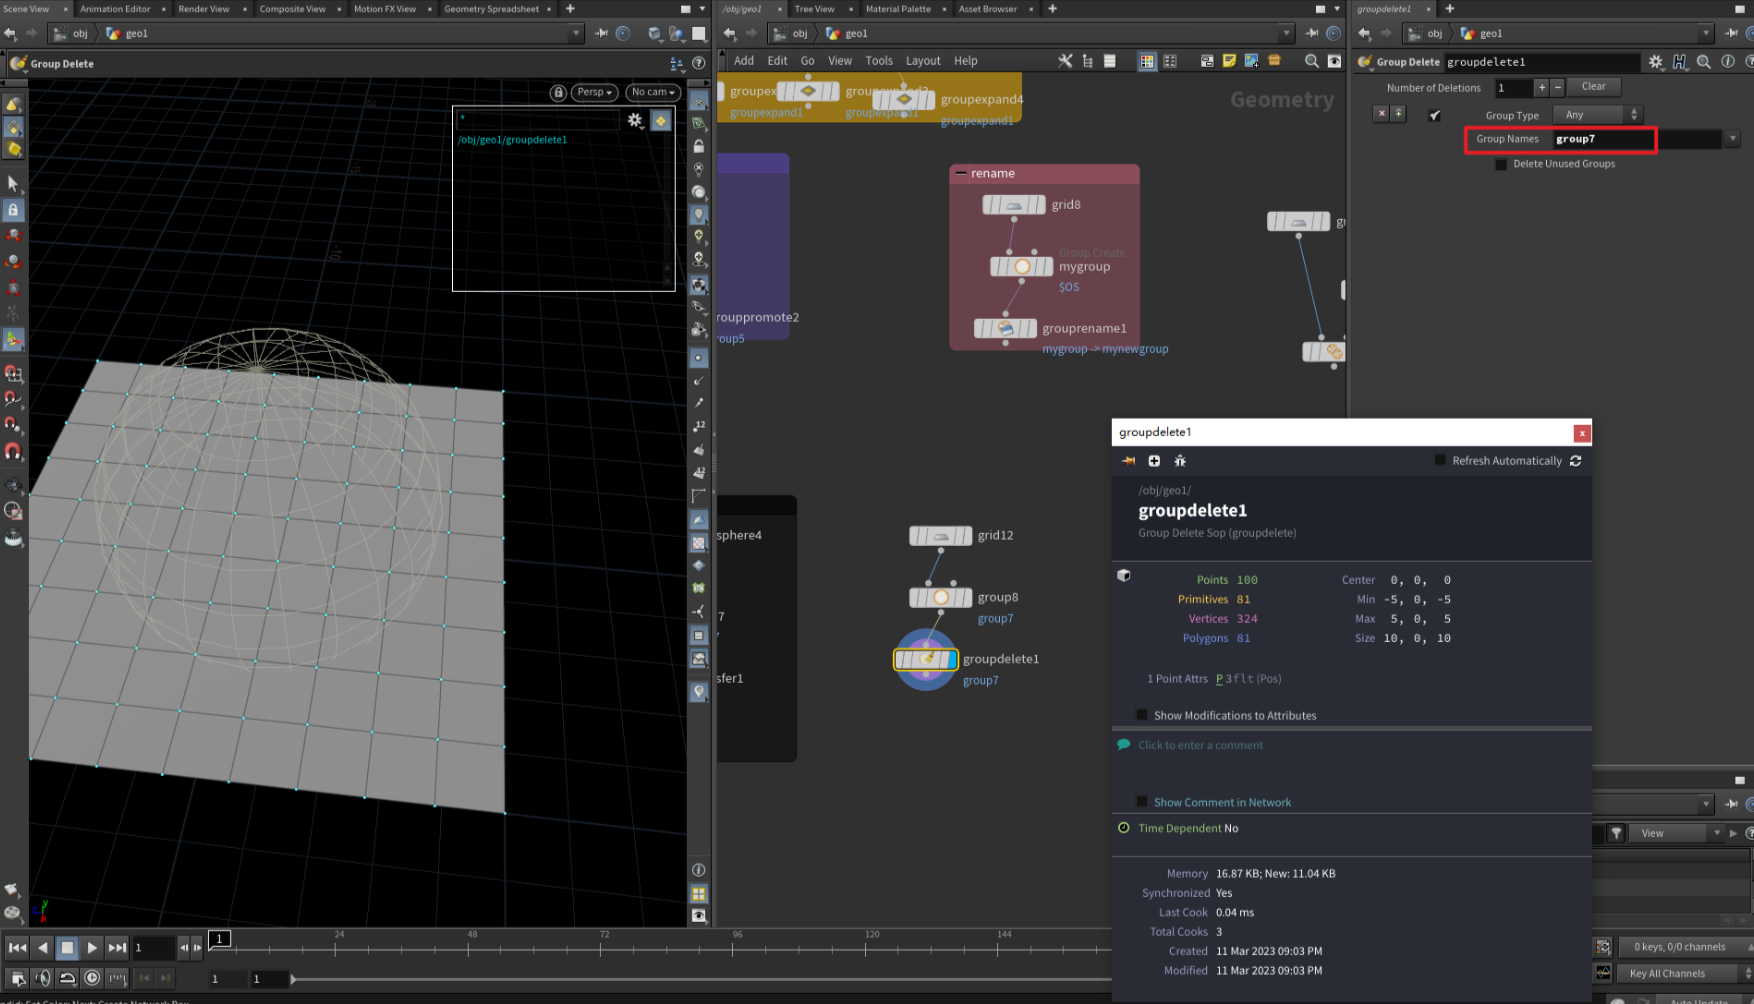 Scene View × Animation Editor × Render View × Composite View × Motion FX View × Geometry Spreadsheet × +
obj geo1
Group Delete
Persp No cam
*
/obj/geo1/groupdelete1
/obj/geo1 × Tree View × Material Palette × Asset Browser × +
obj geo1
Add Edit Go View Tools Layout Help
Geometry
groupexpand1
groupexpand1
groupexpand4
groupexpand1
rouppromote2
roup5
rename
grid8
Group Create
mygroup
$OS
grouprename1
mygroup -> mynewgroup
sphere4
7
sfer1
grid12
group8
group7
groupdelete1
group7
groupdelete1 × +
obj geo1
Group Delete groupdelete1
Number of Deletions 1 + − Clear
Group Type Any
Group Names group7
Delete Unused Groups
groupdelete1
Refresh Automatically
/obj/geo1/
groupdelete1
Group Delete Sop (groupdelete)
Points 100 Center 0, 0, 0
Primitives 81 Min -5, 0, -5
Vertices 324 Max 5, 0, 5
Polygons 81 Size 10, 0, 10
1 Point Attrs P 3flt (Pos)
Show Modifications to Attributes
Click to enter a comment
Show Comment in Network
Time Dependent No
Memory 16.87 KB; New: 11.04 KB
Synchronized Yes
Last Cook 0.04 ms
Total Cooks 3
Created 11 Mar 2023 09:03 PM
Modified 11 Mar 2023 09:03 PM
View
1 1 24 48 72 96 120 144
0 keys, 0/0 channels
1 1 Key All Channels
Auto Update